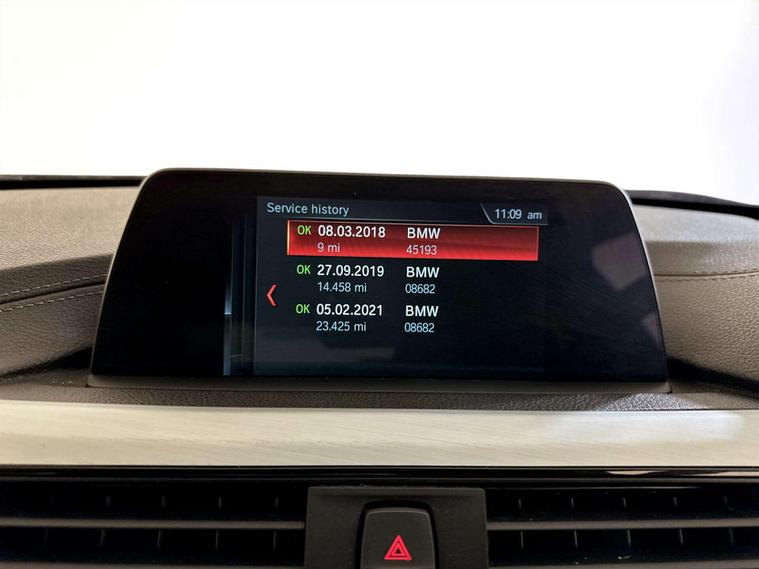 Service history 11:09 am
OK 08.03.2018 BMW
9 mi 45193
OK 27.09.2019 BMW
14.458 mi 08682
OK 05.02.2021 BMW
23.425 mi 08682